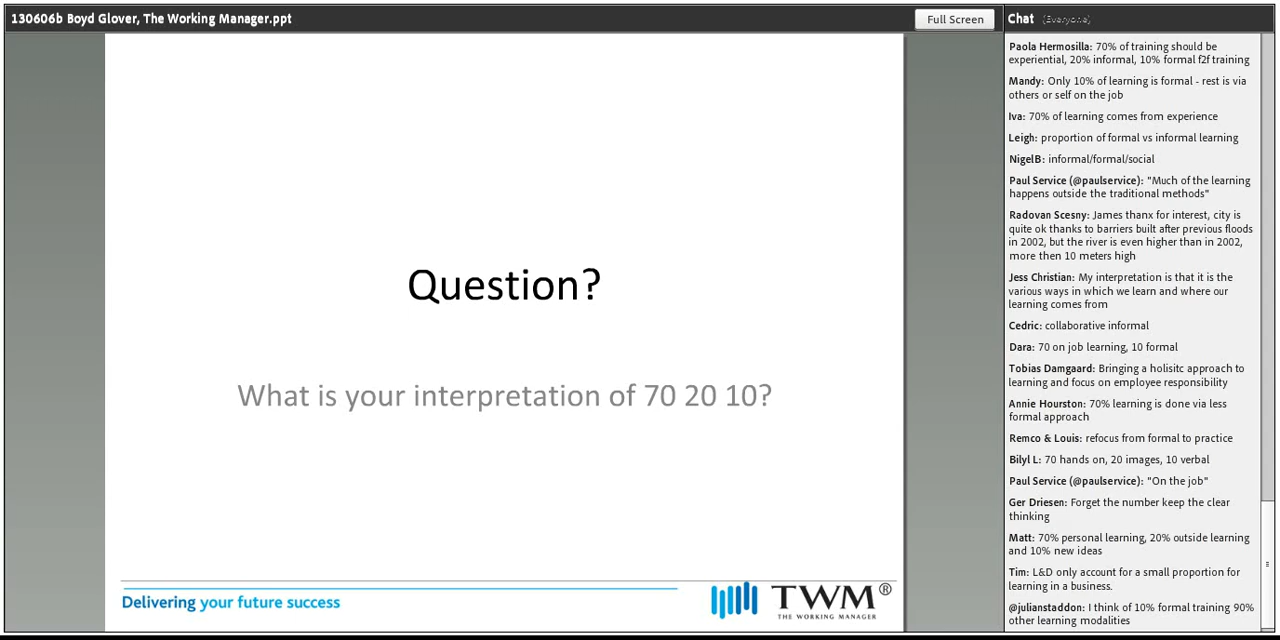 130606b Boyd Glover, The Working Manager.ppt
Full Screen
Question?
What is your interpretation of 70 20 10?
Delivering your future success
TWM®
THE WORKING MANAGER
Chat (Everyone)
Paola Hermosilla: 70% of training should be
experiential, 20% informal, 10% formal f2f training
Mandy: Only 10% of learning is formal - rest is via
others or self on the job
Iva: 70% of learning comes from experience
Leigh: proportion of formal vs informal learning
NigelB: informal/formal/social
Paul Service (@paulservice): "Much of the learning
happens outside the traditional methods"
Radovan Scesny: James thanx for interest, city is
quite ok thanks to barriers built after previous floods
in 2002, but the river is even higher than in 2002,
more then 10 meters high
Jess Christian: My interpretation is that it is the
various ways in which we learn and where our
learning comes from
Cedric: collaborative informal
Dara: 70 on job learning, 10 formal
Tobias Damgaard: Bringing a holisitc approach to
learning and focus on employee responsibility
Annie Hourston: 70% learning is done via less
formal approach
Remco & Louis: refocus from formal to practice
Bilyl L: 70 hands on, 20 images, 10 verbal
Paul Service (@paulservice): "On the job"
Ger Driesen: Forget the number keep the clear
thinking
Matt: 70% personal learning, 20% outside learning
and 10% new ideas
Tim: L&D only account for a small proportion for
learning in a business.
@julianstaddon: I think of 10% formal training 90%
other learning modalities